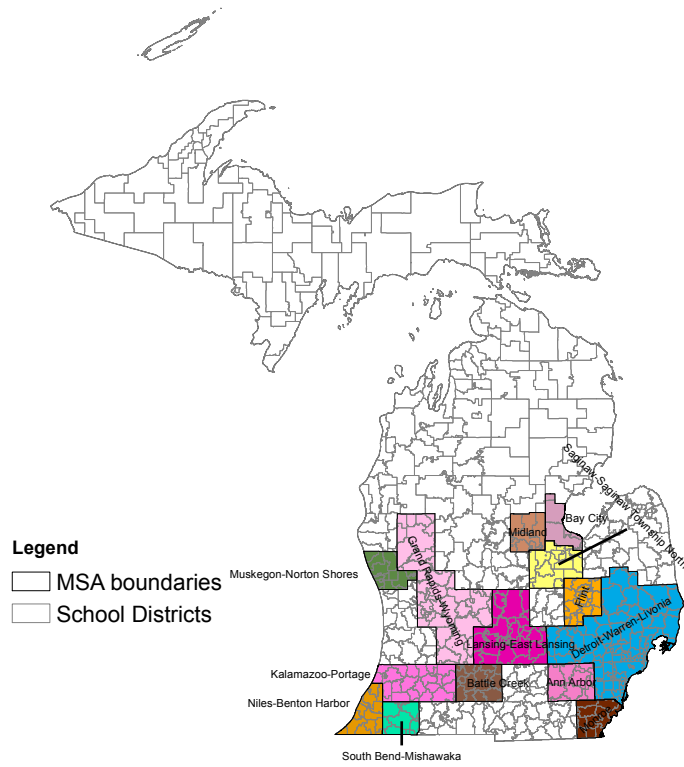 Saginaw-Saginaw Township North
Bay City
Midland
Legend
MSA boundaries
School Districts
Muskegon-Norton Shores
Grand Rapids-Wyoming
Flint
Detroit-Warren-Livonia
Lansing-East Lansing
Kalamazoo-Portage
Battle Creek
Ann Arbor
Niles-Benton Harbor
Monroe
South Bend-Mishawaka